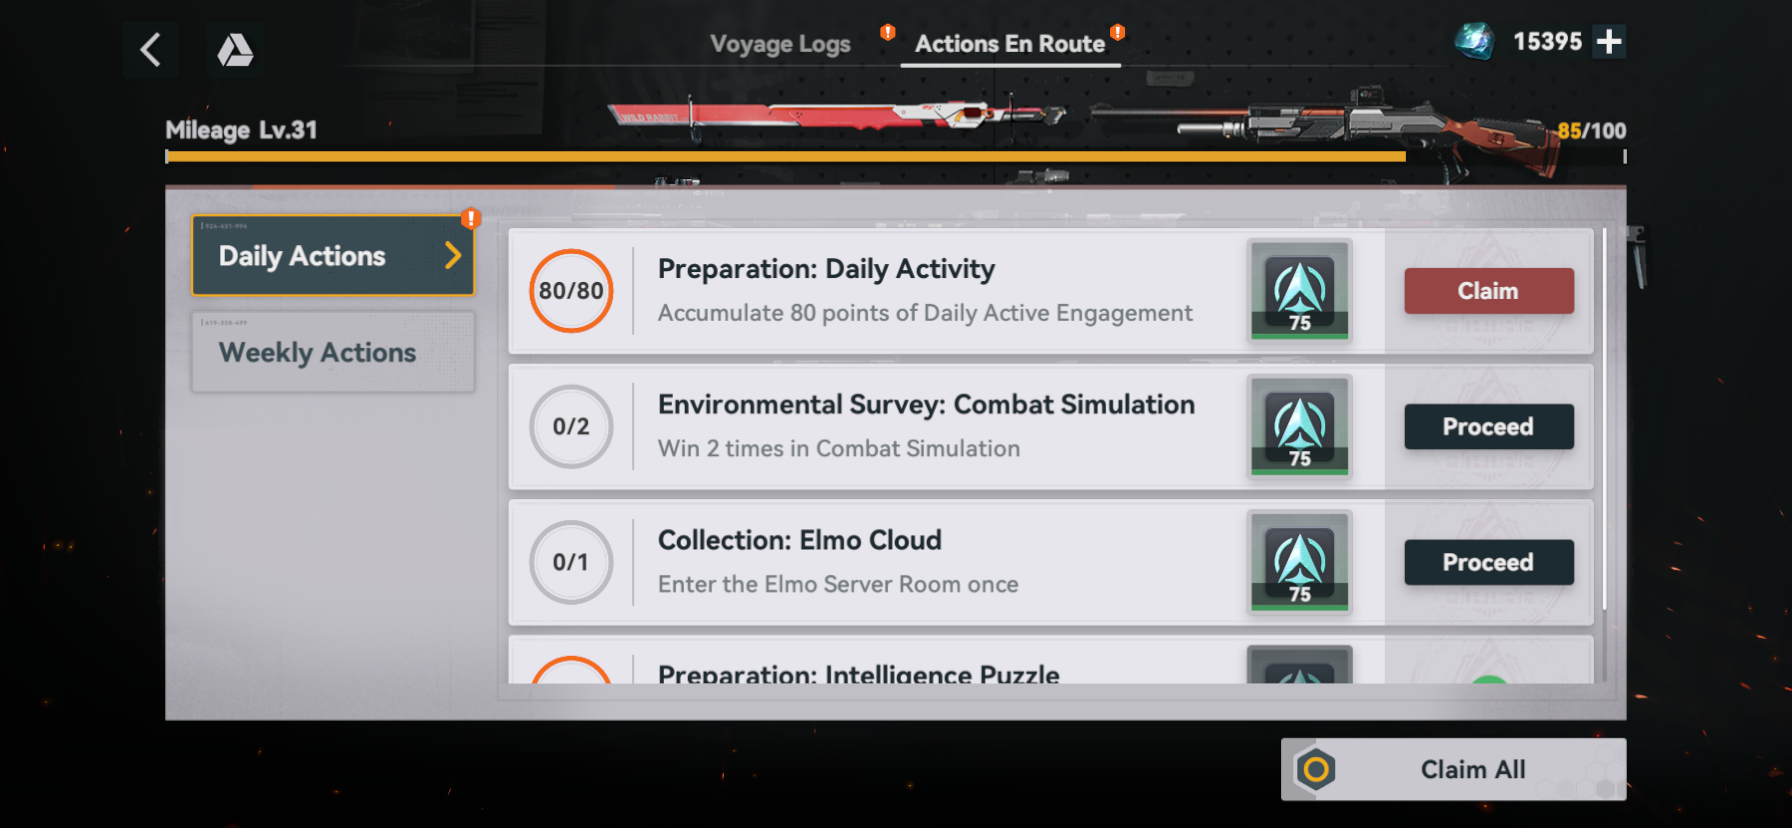 Voyage Logs
Actions En Route
15395
Mileage Lv.31
85/100
WILD RABBIT
Daily Actions
Weekly Actions
80/80
Preparation: Daily Activity
Accumulate 80 points of Daily Active Engagement
75
Claim
0/2
Environmental Survey: Combat Simulation
Win 2 times in Combat Simulation
75
Proceed
0/1
Collection: Elmo Cloud
Enter the Elmo Server Room once
75
Proceed
Preparation: Intelligence Puzzle
Claim All